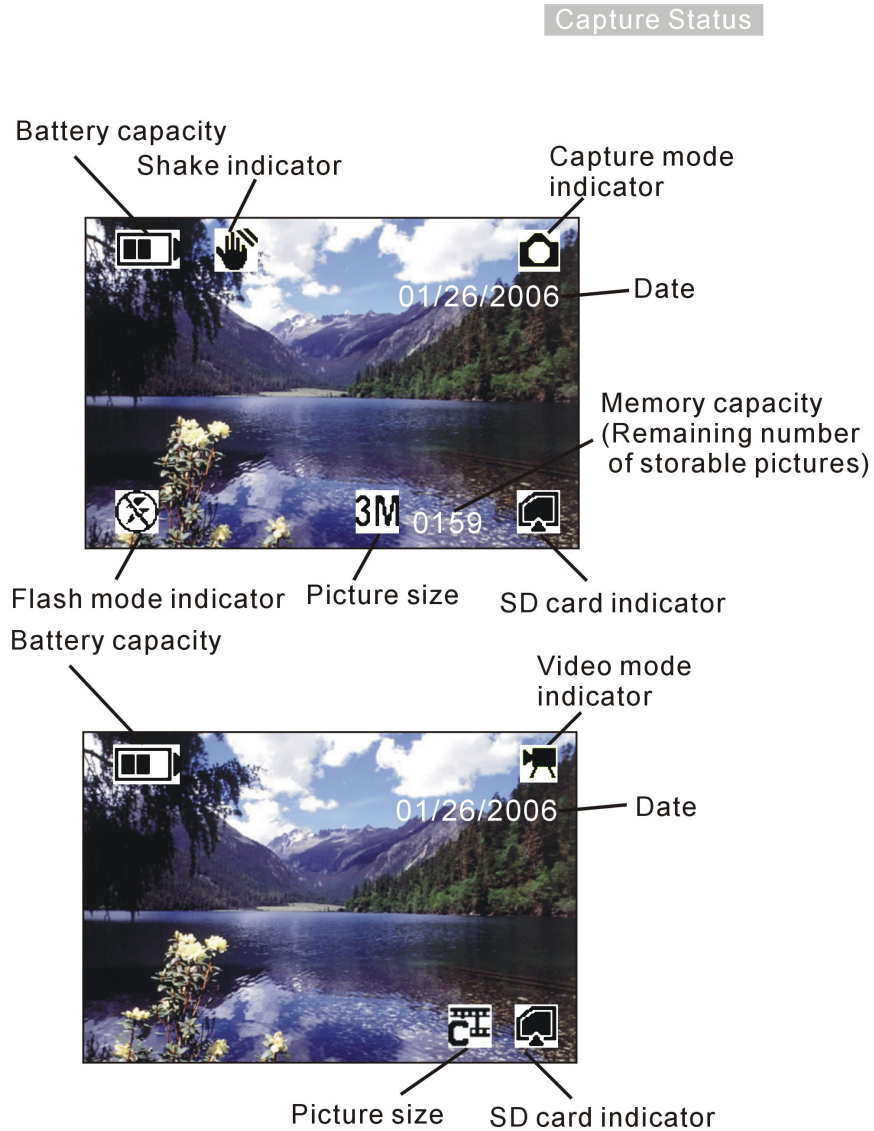 Capture Status
Battery capacity
Shake indicator
Capture mode
indicator
01/26/2006
Date
Memory capacity
(Remaining number
of storable pictures)
3M
0159
Flash mode indicator
Picture size
SD card indicator
Battery capacity
Video mode
indicator
01/26/2006
Date
C
Picture size
SD card indicator